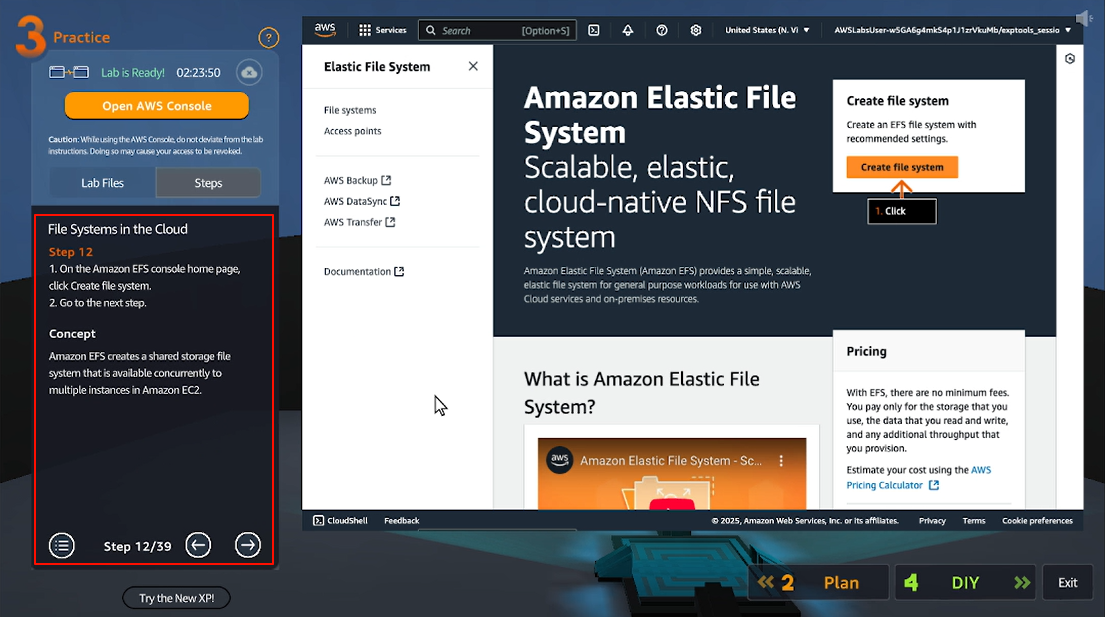 3 Practice
?
Lab is Ready! 02:23:50
Open AWS Console
Caution: While using the AWS Console, do not deviate from the lab
instructions. Doing so may cause your access to be revoked.
Lab Files
Steps
File Systems in the Cloud
Step 12
1. On the Amazon EFS console home page,
click Create file system.
2. Go to the next step.
Concept
Amazon EFS creates a shared storage file
system that is available concurrently to
multiple instances in Amazon EC2.
Step 12/39
Try the New XP!
aws
Services
Search [Option+S]
United States (N. Vi
AWSLabsUser-w5GA6g4mkS4p1J1zrVkuMb/exptools_sessio
Elastic File System
File systems
Access points
AWS Backup
AWS DataSync
AWS Transfer
Documentation
Amazon Elastic File
System
Scalable, elastic,
cloud-native NFS file
system
Amazon Elastic File System (Amazon EFS) provides a simple, scalable,
elastic file system for general purpose workloads for use with AWS
Cloud services and on-premises resources.
Create file system
Create an EFS file system with
recommended settings.
Create file system
1. Click
What is Amazon Elastic File
System?
aws Amazon Elastic File System - Sc...
Pricing
With EFS, there are no minimum fees.
You pay only for the storage that you
use, the data that you read and write,
and any additional throughput that
you provision.
Estimate your cost using the AWS
Pricing Calculator
CloudShell
Feedback
© 2025, Amazon Web Services, Inc. or its affiliates.
Privacy
Terms
Cookie preferences
2 Plan
4 DIY
Exit